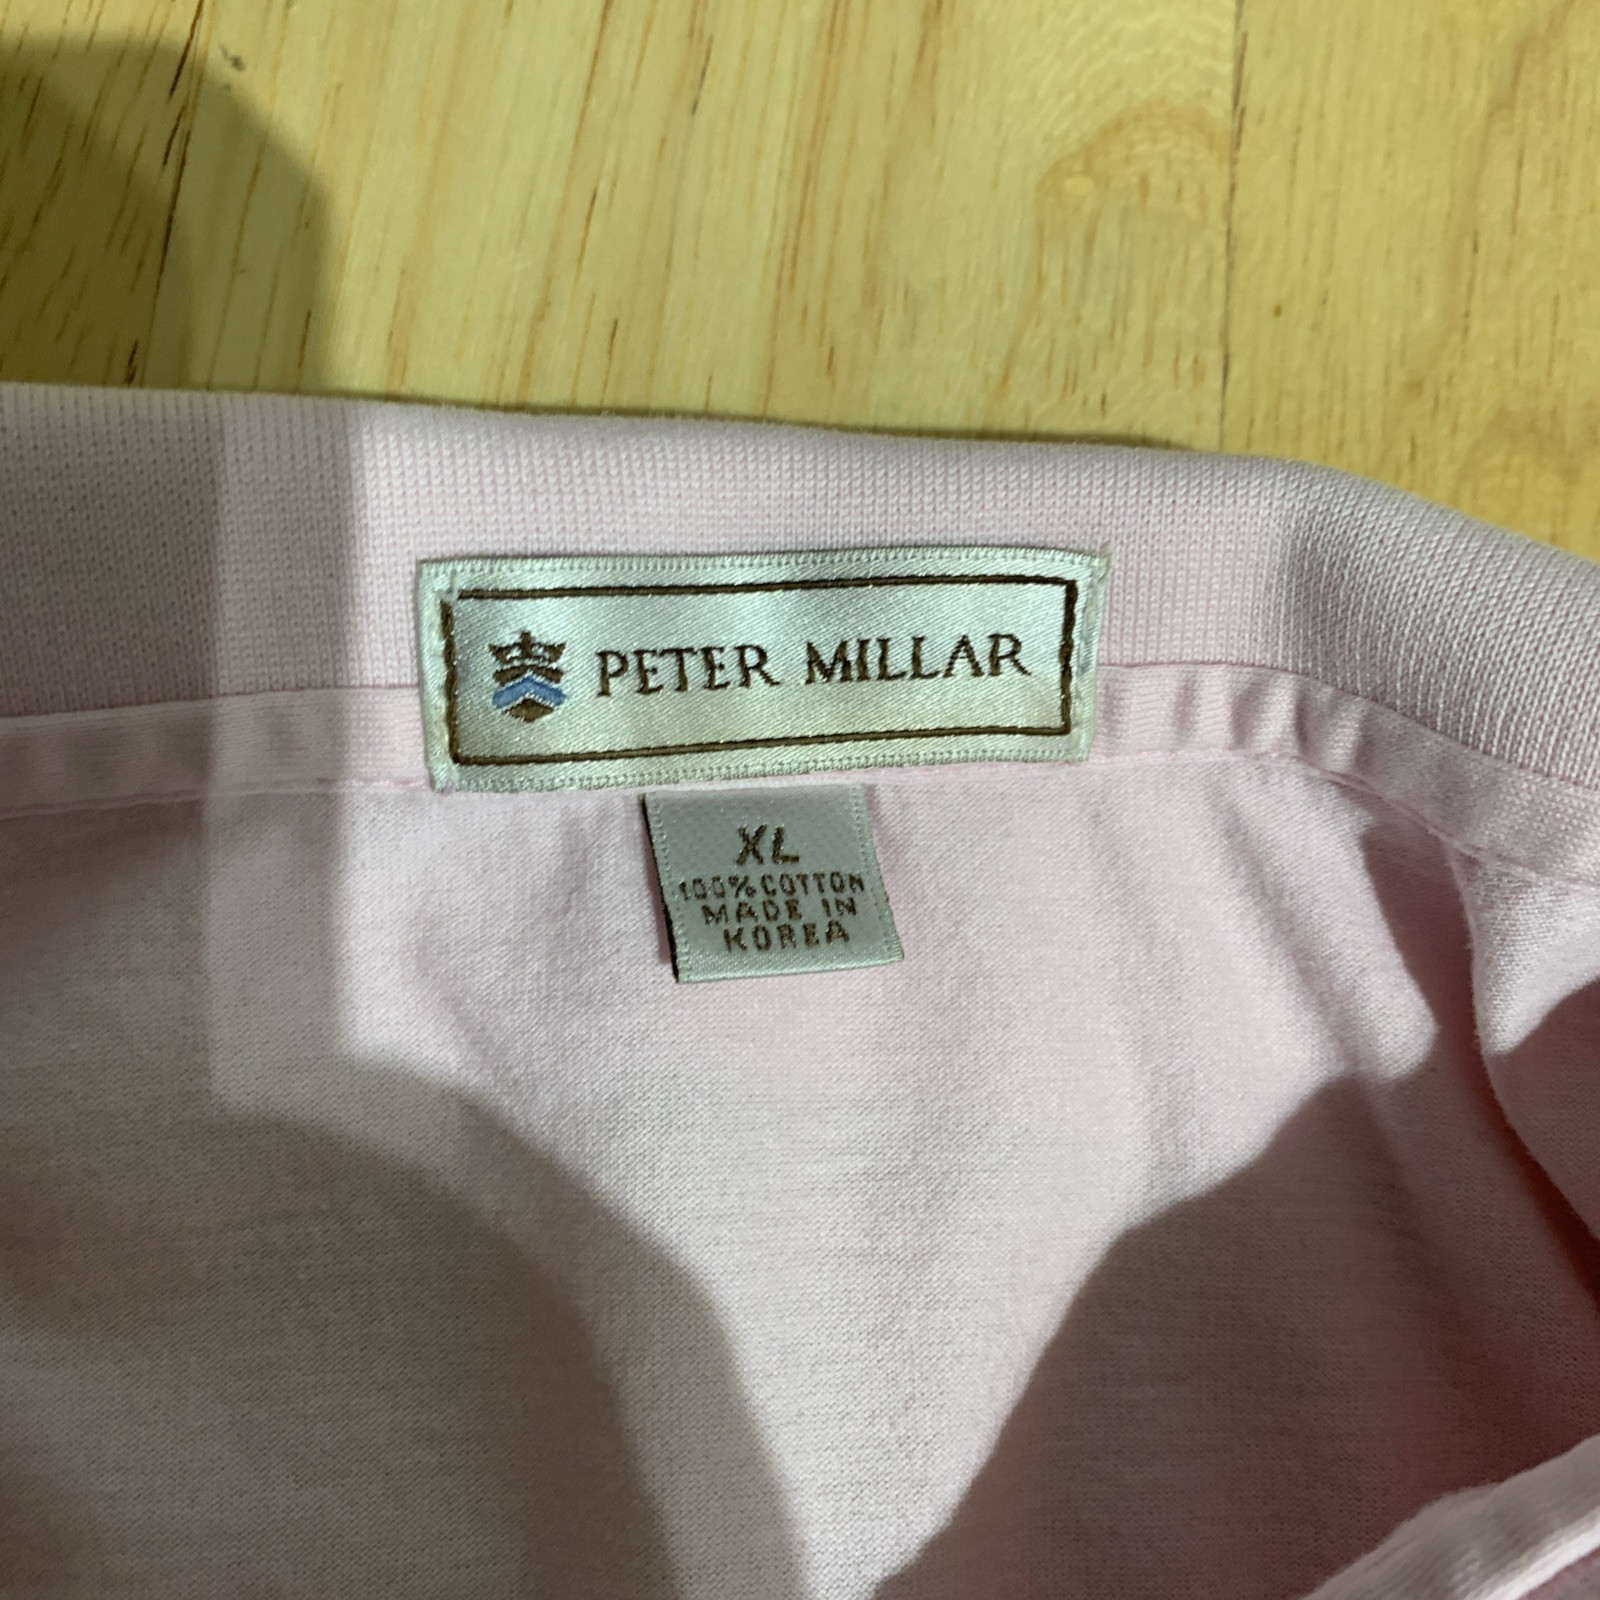 PETER MILLAR
XL
100% COTTON
MADE IN
KOREA